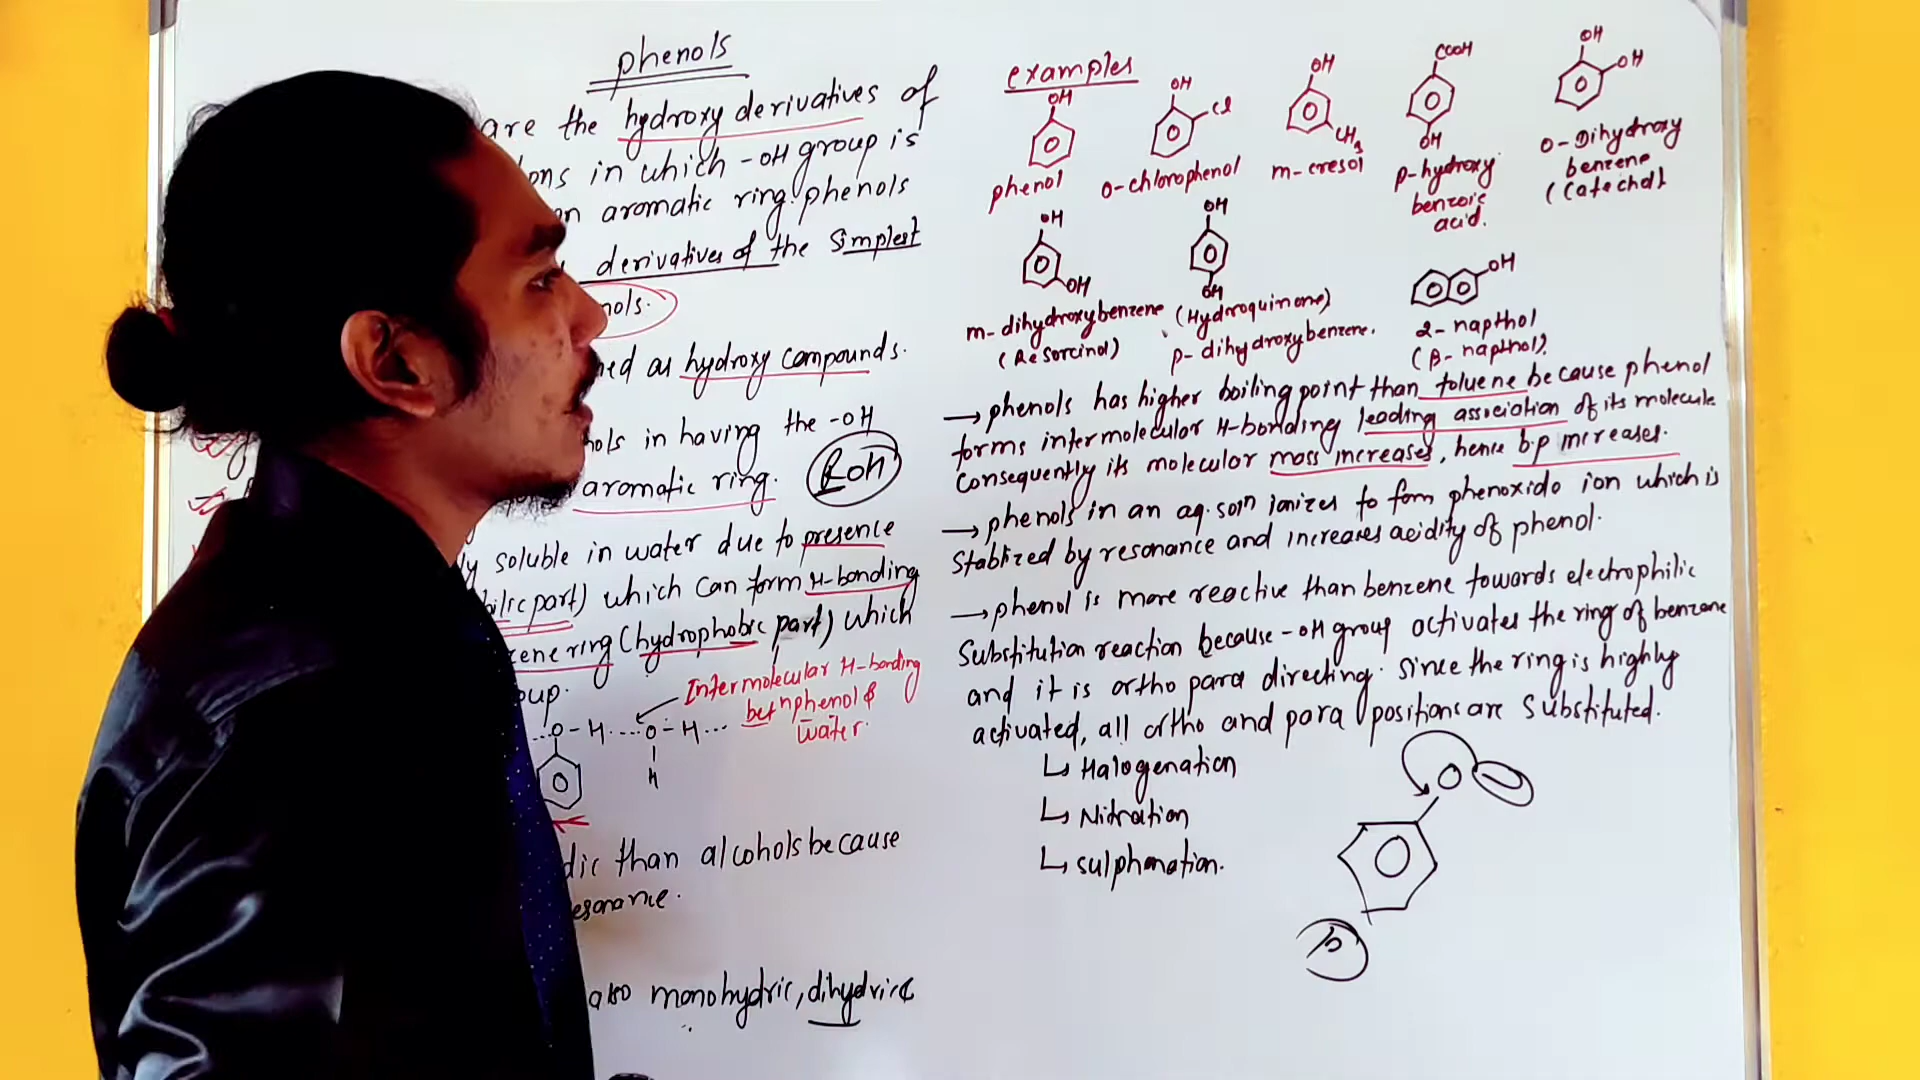 phenols
are the hydroxy derivatives of
ons in which -OH group is
on aromatic ring. phenols
derivatives of the simplest
nols.
ned as hydroxy compounds.
ols in having the -OH
aromatic ring. ROH
ly soluble in water due to presence
ilic part) which can form H-bonding
zene ring (hydrophobic part) which
oup.
Intermolecular H-bonding
betn phenol &
water.
...O-H....O-H...
H
dic than alcohols because
esonance.
also monohydric, dihydric
examples
OH
phenol
OH
Cl
o-chlorophenol
OH
CH3
m-cresol
COOH
OH
p-hydroxy
benzoic
acid.
OH
OH
o-Dihydroxy
benzene
(Catechol)
OH
OH
m-dihydroxybenzene
(Resorcinol)
OH
OH
(Hydroquinone)
p-dihydroxybenzene.
OH
2-napthol
(β-napthol).
→ phenols has higher boiling point than toluene because phenol
forms intermolecular H-bonding leading association of its molecule
Consequently its molecular mass increases, hence b.p increases.
→ phenols in an aq. soln ionizes to form phenoxide ion which is
Stablized by resonance and increases acidity of phenol.
→ phenol is more reactive than benzene towards electrophilic
Substitution reaction because -OH group activates the ring of benzene
and it is ortho para directing. Since the ring is highly
activated, all ortho and para positions are substituted.
↳ Halogenation
↳ Nitration
↳ sulphonation.
O